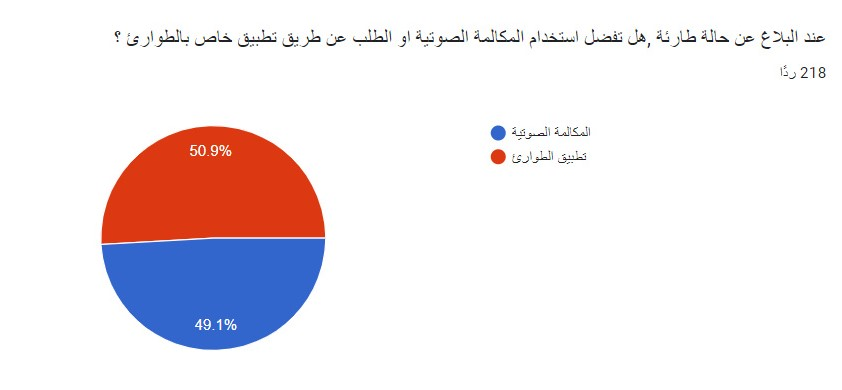 عند البلاغ عن حالة طارئة ,هل تفضل استخدام المكالمة الصوتية او الطلب عن طريق تطبيق خاص بالطوارئ ؟
218 ردًا
المكالمة الصوتية
تطبيق الطوارئ
50.9%
49.1%